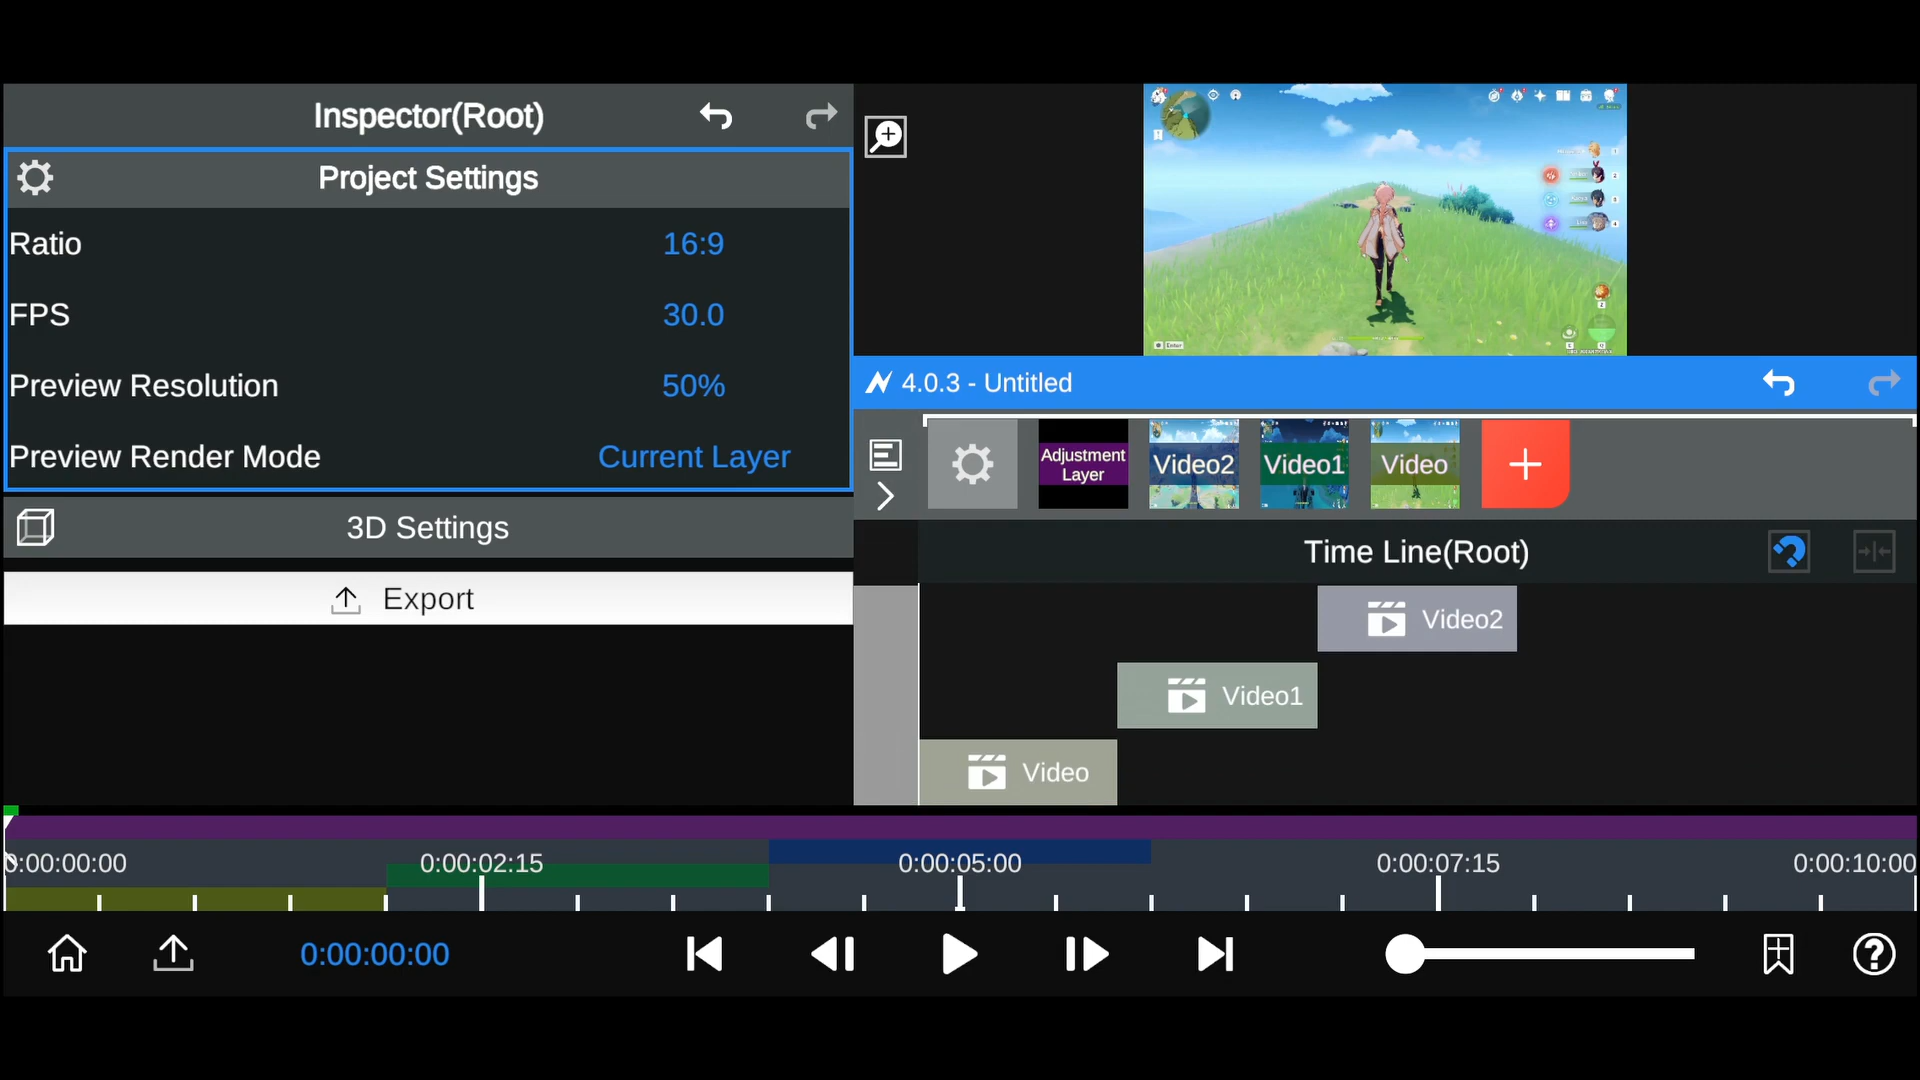 Inspector(Root)
Project Settings
Ratio 16:9
FPS 30.0
Preview Resolution 50%
Preview Render Mode Current Layer
3D Settings
Export
Enter
4.0.3 - Untitled
Adjustment
Layer
Video2
Video1
Video
Time Line(Root)
Video2
Video1
Video
0:00:00:00 0:00:02:15 0:00:05:00 0:00:07:15 0:00:10:00
0:00:00:00